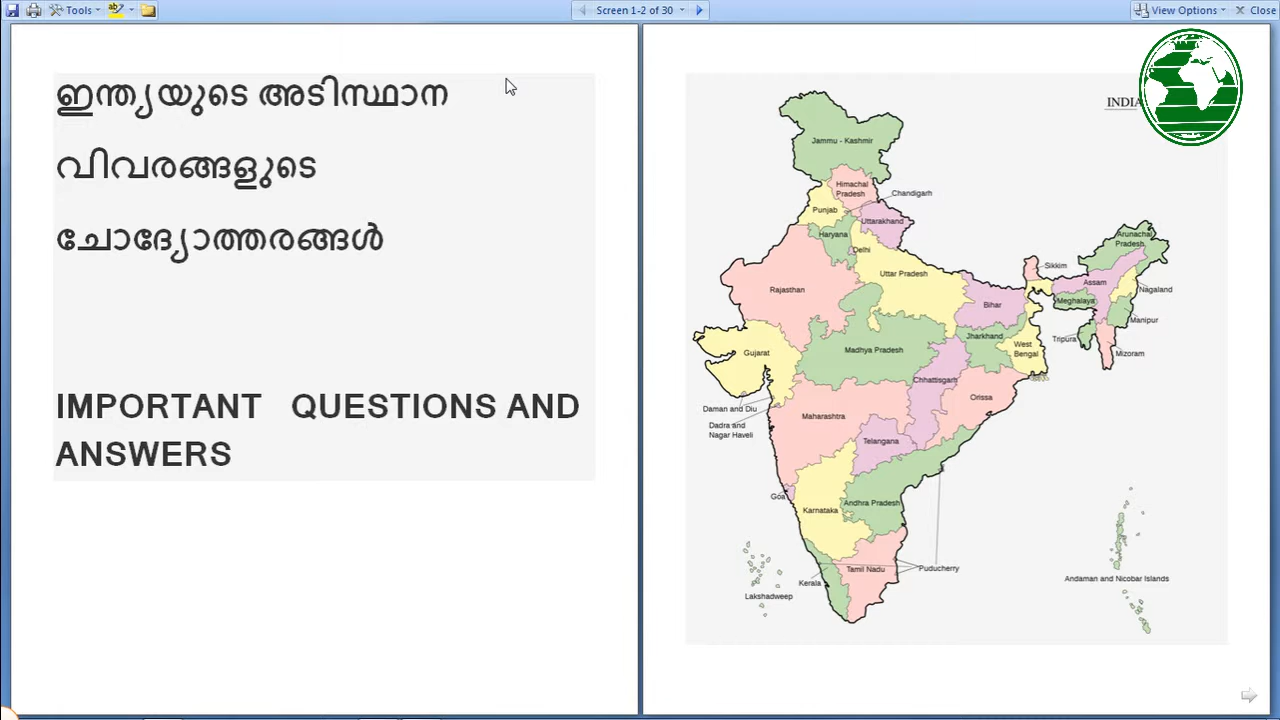 Tools
Screen 1-2 of 30
View Options
Close
ഇന്ത്യയുടെ അടിസ്ഥാന
വിവരങ്ങളുടെ
ചോദ്യോത്തരങ്ങൾ
IMPORTANT QUESTIONS AND
ANSWERS
INDIA
Jammu - Kashmir
Himachal
Pradesh
Chandigarh
Punjab
Uttarakhand
Haryana
Delhi
Arunachal
Pradesh
Sikkim
Uttar Pradesh
Assam
Rajasthan
Nagaland
Bihar
Meghalaya
Manipur
Jharkhand
Tripura
West
Bengal
Gujarat
Madhya Pradesh
Mizoram
Chhattisgarh
Orissa
Daman and Diu
Maharashtra
Dadra and
Nagar Haveli
Telangana
Goa
Karnataka
Andhra Pradesh
Puducherry
Tamil Nadu
Kerala
Andaman and Nicobar Islands
Lakshadweep